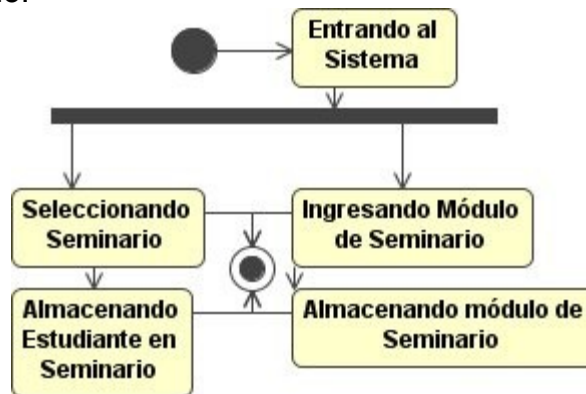 Entrando al
Sistema
Seleccionando
Seminario
Ingresando Módulo
de Seminario
Almacenando
Estudiante en
Seminario
Almacenando módulo de
Seminario